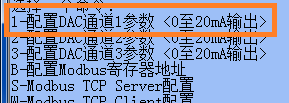 1-配置DAC通道1参数 <0至20mA输出>
2-配置DAC通道2参数 <0至20mA输出>
3-配置DAC通道3参数 <0至20mA输出>
B-配置Modbus寄存器地址
S-Modbus TCP Server配置
W-Modbus TCP Client配置